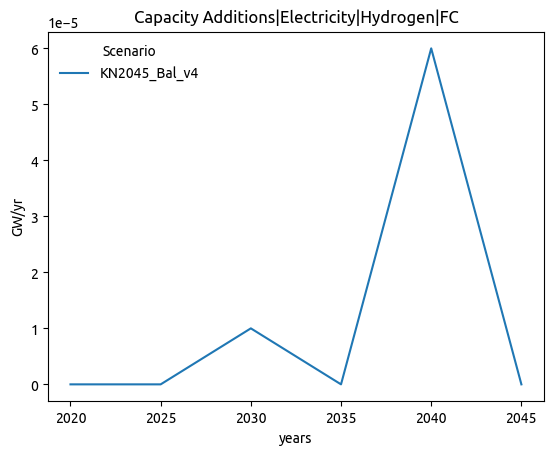 Capacity Additions|Electricity|Hydrogen|FC
1e−5
Scenario
KN2045_Bal_v4
6
5
4
3
2
1
0
GW/yr
2020 2025 2030 2035 2040 2045
years